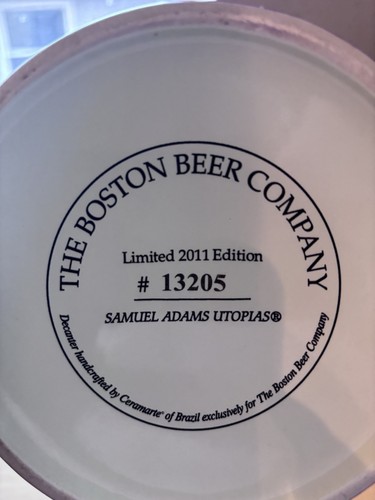 THE BOSTON BEER COMPANY
Limited 2011 Edition
# 13205
SAMUEL ADAMS UTOPIAS®
Decanter handcrafted by Ceramarte® of Brazil exclusively for The Boston Beer Company